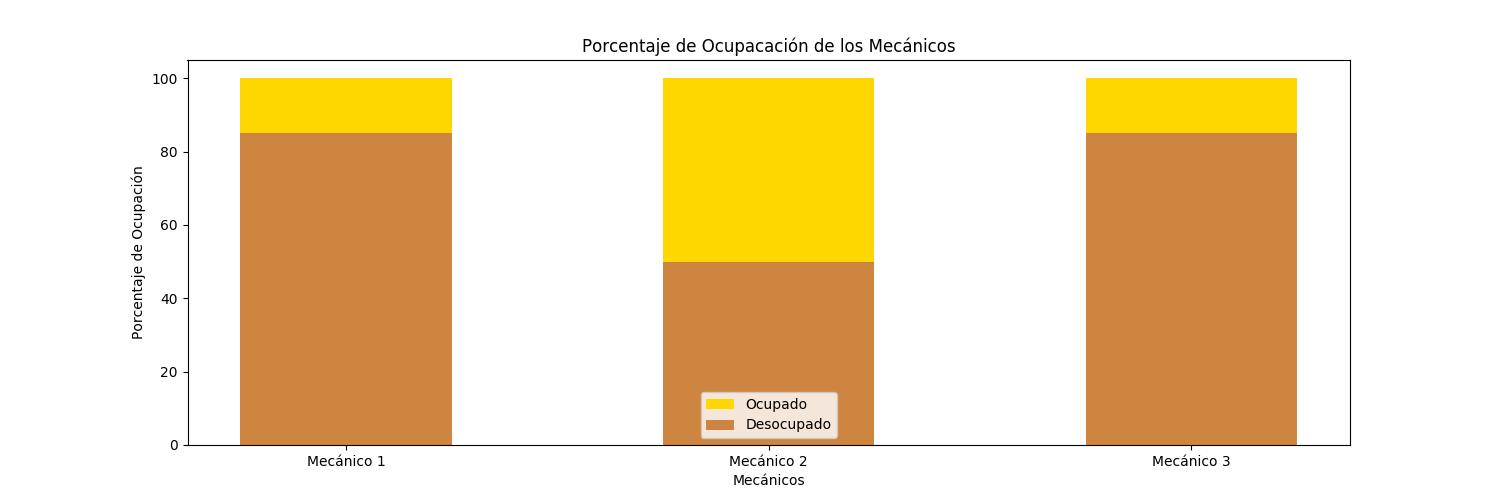 Porcentaje de Ocupacación de los Mecánicos
Porcentaje de Ocupación
100
80
60
40
20
0
Ocupado
Desocupado
Mecánico 1
Mecánico 2
Mecánico 3
Mecánicos